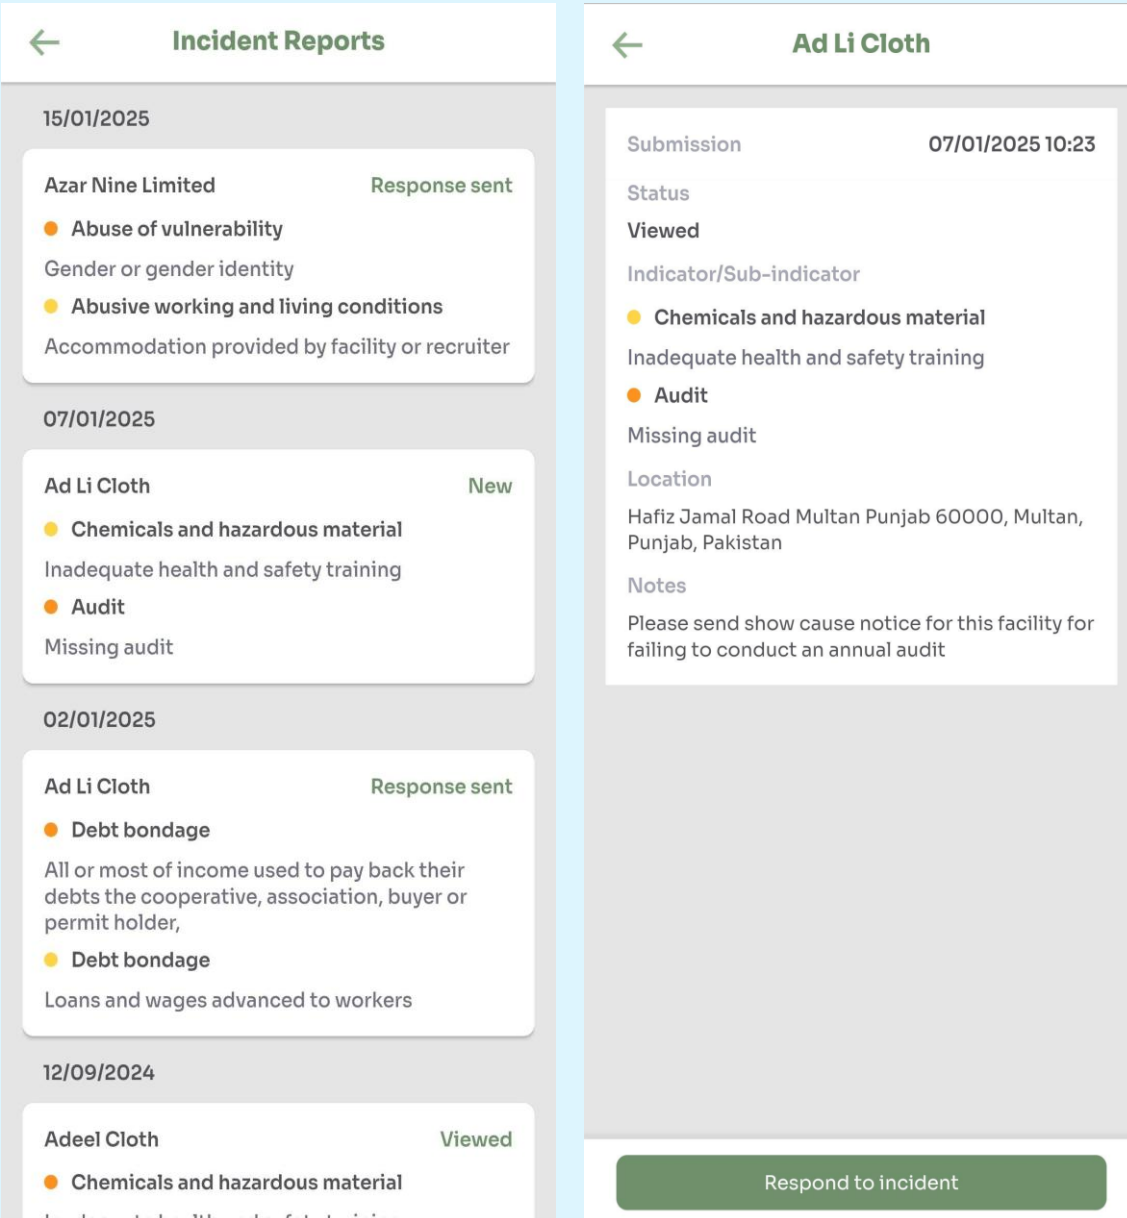 Incident Reports
15/01/2025
Azar Nine Limited
Response sent
Abuse of vulnerability
Gender or gender identity
Abusive working and living conditions
Accommodation provided by facility or recruiter
07/01/2025
Ad Li Cloth
New
Chemicals and hazardous material
Inadequate health and safety training
Audit
Missing audit
02/01/2025
Ad Li Cloth
Response sent
Debt bondage
All or most of income used to pay back their
debts the cooperative, association, buyer or
permit holder,
Debt bondage
Loans and wages advanced to workers
12/09/2024
Adeel Cloth
Viewed
Chemicals and hazardous material
Ad Li Cloth
Submission
07/01/2025 10:23
Status
Viewed
Indicator/Sub-indicator
Chemicals and hazardous material
Inadequate health and safety training
Audit
Missing audit
Location
Hafiz Jamal Road Multan Punjab 60000, Multan,
Punjab, Pakistan
Notes
Please send show cause notice for this facility for
failing to conduct an annual audit
Respond to incident